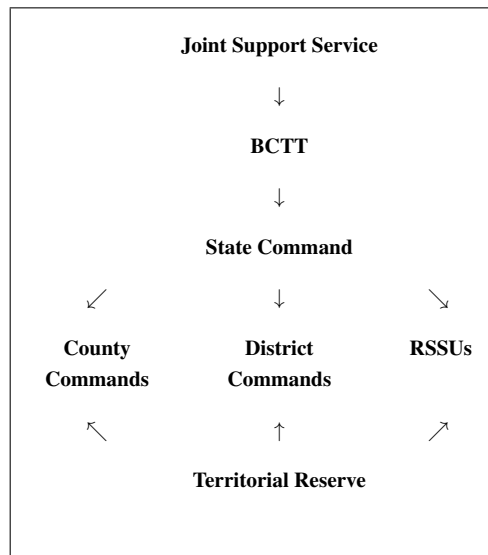 Joint Support Service
↓
BCTT
↓
State Command
↙ ↓ ↘
County District RSSUs
Commands Commands
↖ ↑ ↗
Territorial Reserve